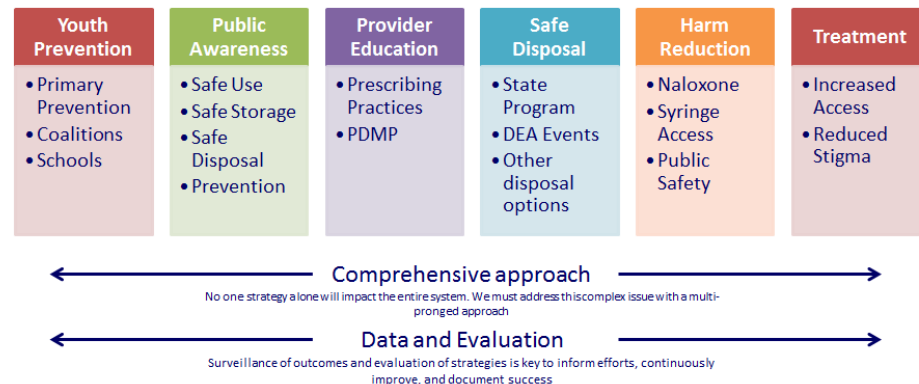 Youth
Prevention
• Primary
Prevention
• Coalitions
• Schools
Public
Awareness
• Safe Use
• Safe Storage
• Safe
Disposal
• Prevention
Provider
Education
• Prescribing
Practices
• PDMP
Safe
Disposal
• State
Program
• DEA Events
• Other
disposal
options
Harm
Reduction
• Naloxone
• Syringe
Access
• Public
Safety
Treatment
• Increased
Access
• Reduced
Stigma
Comprehensive approach
No one strategy alone will impact the entire system. We must address this complex issue with a multi-
pronged approach
Data and Evaluation
Surveillance of outcomes and evaluation of strategies is key to inform efforts, continuously
improve, and document success